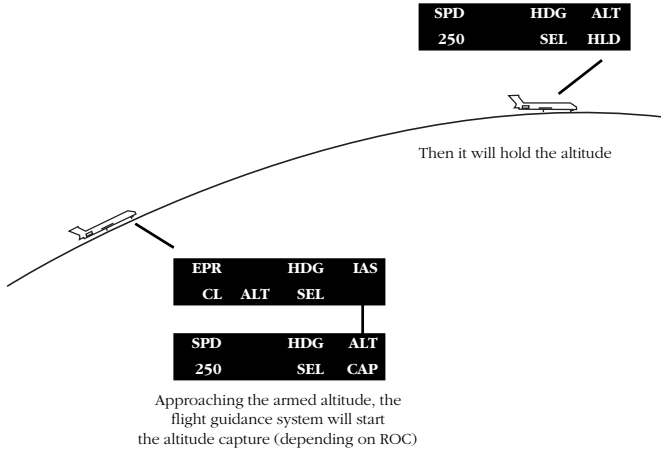 SPD HDG ALT
250 SEL HLD
Then it will hold the altitude
EPR HDG IAS
CL ALT SEL
SPD HDG ALT
250 SEL CAP
Approaching the armed altitude, the
flight guidance system will start
the altitude capture (depending on ROC)